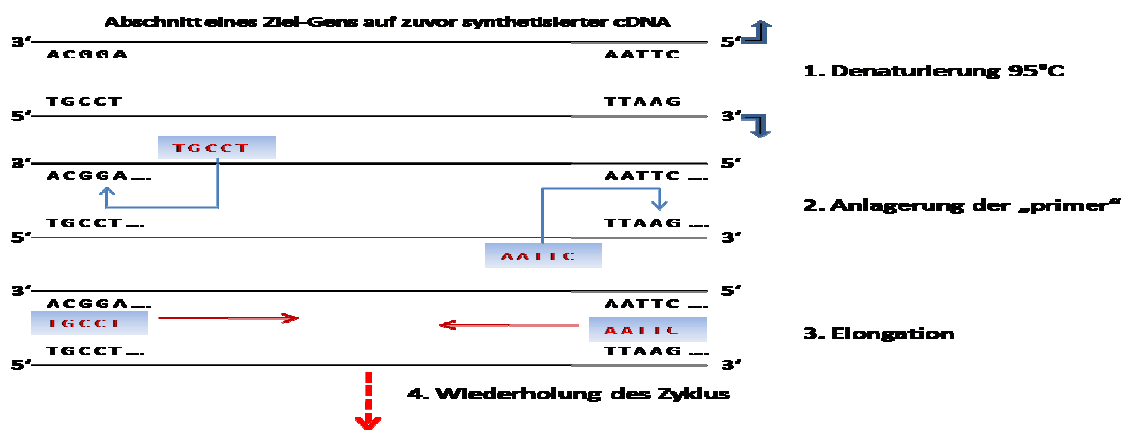 Abschnitt eines Ziel-Gens auf zuvor synthetisierter cDNA
3‘ 5‘
ACGGA AATTC
1. Denaturierung 95°C
TGCCT TTAAG
5‘ 3‘
TGCCT
3‘ 5‘
ACGGA.... AATTC ....
2. Anlagerung der „primer“
TGCCT... TTAAG ....
5‘ 3‘
AATTC
3‘ 5‘
ACGGA.... AATTC ....
TGCCT AATTC
3. Elongation
TGCCT... TTAAG ....
5‘ 3‘
4. Wiederholung des Zyklus